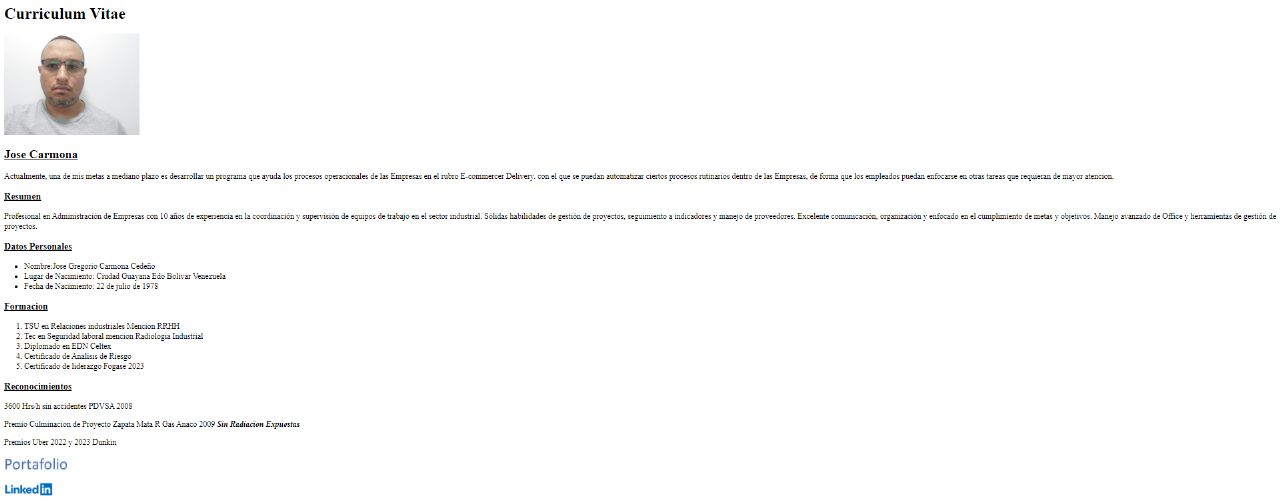 Curriculum Vitae
Jose Carmona
Actualmente, una de mis metas a mediano plazo es desarrollar un programa que ayuda los procesos operacionales de las Empresas en el rubro E-commercer Delivery. con el que se puedan automatizar ciertos procesos rutinarios dentro de las Empresas, de forma que los empleados puedan enfocarse en otras tareas que requieran de mayor atencion.
Resumen
Profesional en Administración de Empresas con 10 años de experiencia en la coordinación y supervisión de equipos de trabajo en el sector industrial. Sólidas habilidades de gestión de proyectos, seguimiento a indicadores y manejo de proveedores. Excelente comunicación, organización y enfocado en el cumplimiento de metas y objetivos. Manejo avanzado de Office y herramientas de gestión de
proyectos.
Datos Personales
• Nombre:Jose Gregorio Carmona Cedeño
• Lugar de Nacimiento: Ciudad Guayana Edo Bolivar Venezuela
• Fecha de Nacimiento: 22 de julio de 1978
Formacion
1. TSU en Relaciones industriales Mencion RRHH
2. Tec en Seguridad laboral mencion Radiologia Industrial
3. Diplomado en EDN Celtex
4. Certificado de Analisis de Riesgo
5. Certificado de liderazgo Fogase 2023
Reconocimientos
3600 Hrs/h sin accidentes PDVSA 2008
Premio Culminacion de Proyecto Zapata Mata R Gas Anaco 2009 Sin Radiacion Expuestas
Premios Uber 2022 y 2023 Dunkin
Portafolio
Linked in